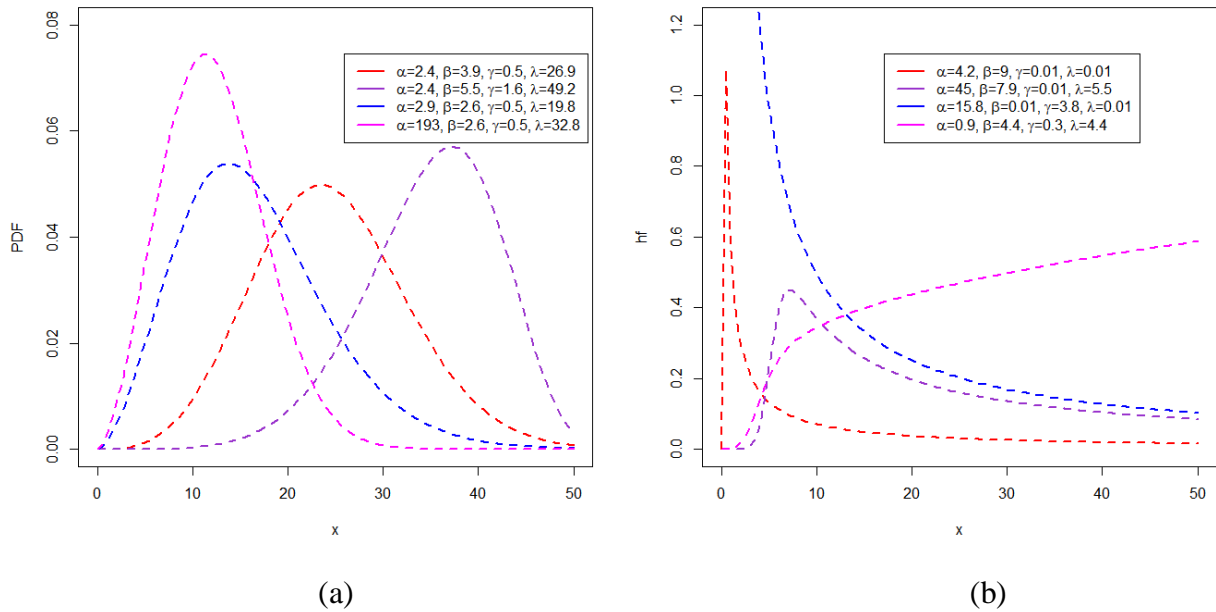 PDF
0.00
0.02
0.04
0.06
0.08
α=2.4, β=3.9, γ=0.5, λ=26.9
α=2.4, β=5.5, γ=1.6, λ=49.2
α=2.9, β=2.6, γ=0.5, λ=19.8
α=193, β=2.6, γ=0.5, λ=32.8
0 10 20 30 40 50
x
(a)
hf
0.0
0.2
0.4
0.6
0.8
1.0
1.2
α=4.2, β=9, γ=0.01, λ=0.01
α=45, β=7.9, γ=0.01, λ=5.5
α=15.8, β=0.01, γ=3.8, λ=0.01
α=0.9, β=4.4, γ=0.3, λ=4.4
0 10 20 30 40 50
x
(b)